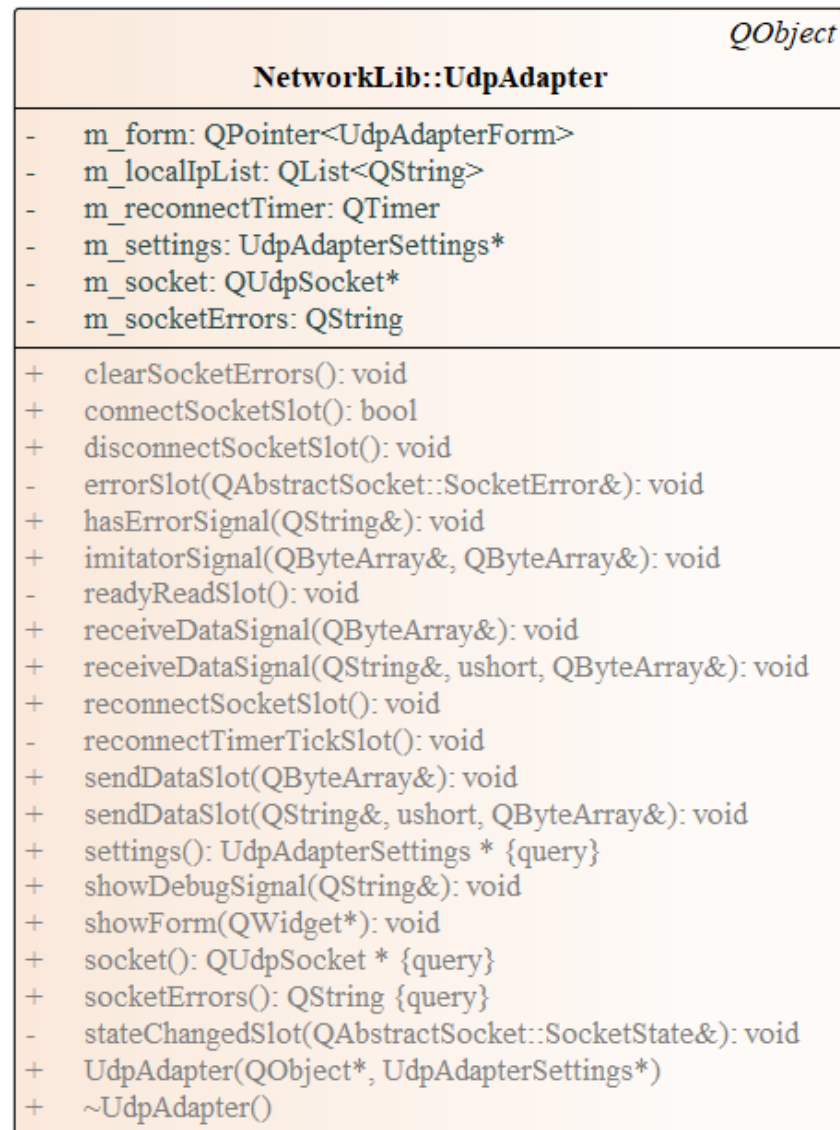 QObject
NetworkLib::UdpAdapter
- m_form: QPointer<UdpAdapterForm>
- m_localIpList: QList<QString>
- m_reconnectTimer: QTimer
- m_settings: UdpAdapterSettings*
- m_socket: QUdpSocket*
- m_socketErrors: QString
+ clearSocketErrors(): void
+ connectSocketSlot(): bool
+ disconnectSocketSlot(): void
- errorSlot(QAbstractSocket::SocketError&): void
+ hasErrorSignal(QString&): void
+ imitatorSignal(QByteArray&, QByteArray&): void
- readyReadSlot(): void
+ receiveDataSignal(QByteArray&): void
+ receiveDataSignal(QString&, ushort, QByteArray&): void
+ reconnectSocketSlot(): void
- reconnectTimerTickSlot(): void
+ sendDataSlot(QByteArray&): void
+ sendDataSlot(QString&, ushort, QByteArray&): void
+ settings(): UdpAdapterSettings * {query}
+ showDebugSignal(QString&): void
+ showForm(QWidget*): void
+ socket(): QUdpSocket * {query}
+ socketErrors(): QString {query}
- stateChangedSlot(QAbstractSocket::SocketState&): void
+ UdpAdapter(QObject*, UdpAdapterSettings*)
+ ~UdpAdapter()